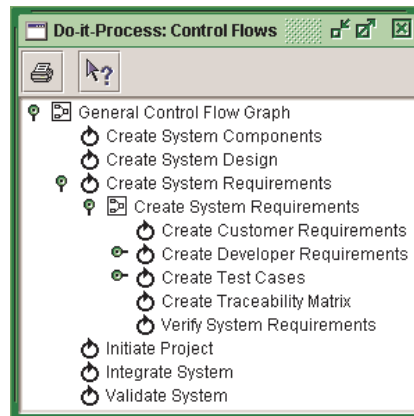 Do-it-Process: Control Flows
?
General Control Flow Graph
Create System Components
Create System Design
Create System Requirements
Create System Requirements
Create Customer Requirements
Create Developer Requirements
Create Test Cases
Create Traceability Matrix
Verify System Requirements
Initiate Project
Integrate System
Validate System